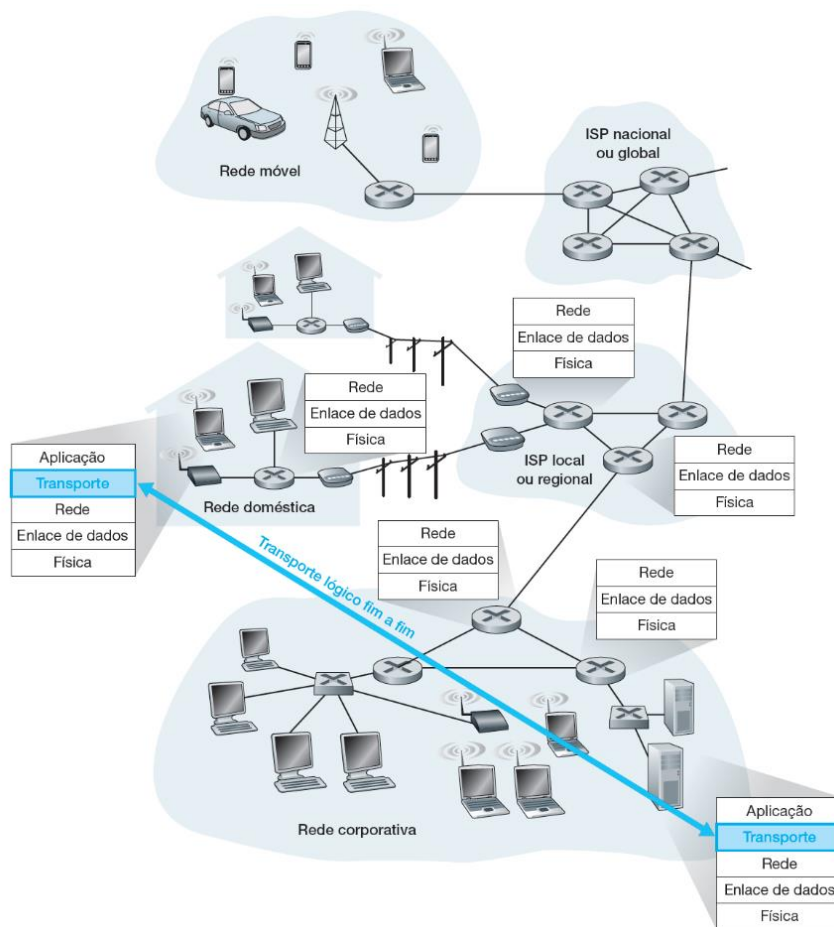 Rede móvel
ISP nacional
ou global
Rede
Enlace de dados
Física
Rede
Enlace de dados
Física
ISP local
ou regional
Rede
Enlace de dados
Física
Aplicação
Transporte
Rede
Enlace de dados
Física
Rede doméstica
Transporte lógico fim a fim
Rede
Enlace de dados
Física
Rede
Enlace de dados
Física
Rede corporativa
Aplicação
Transporte
Rede
Enlace de dados
Física